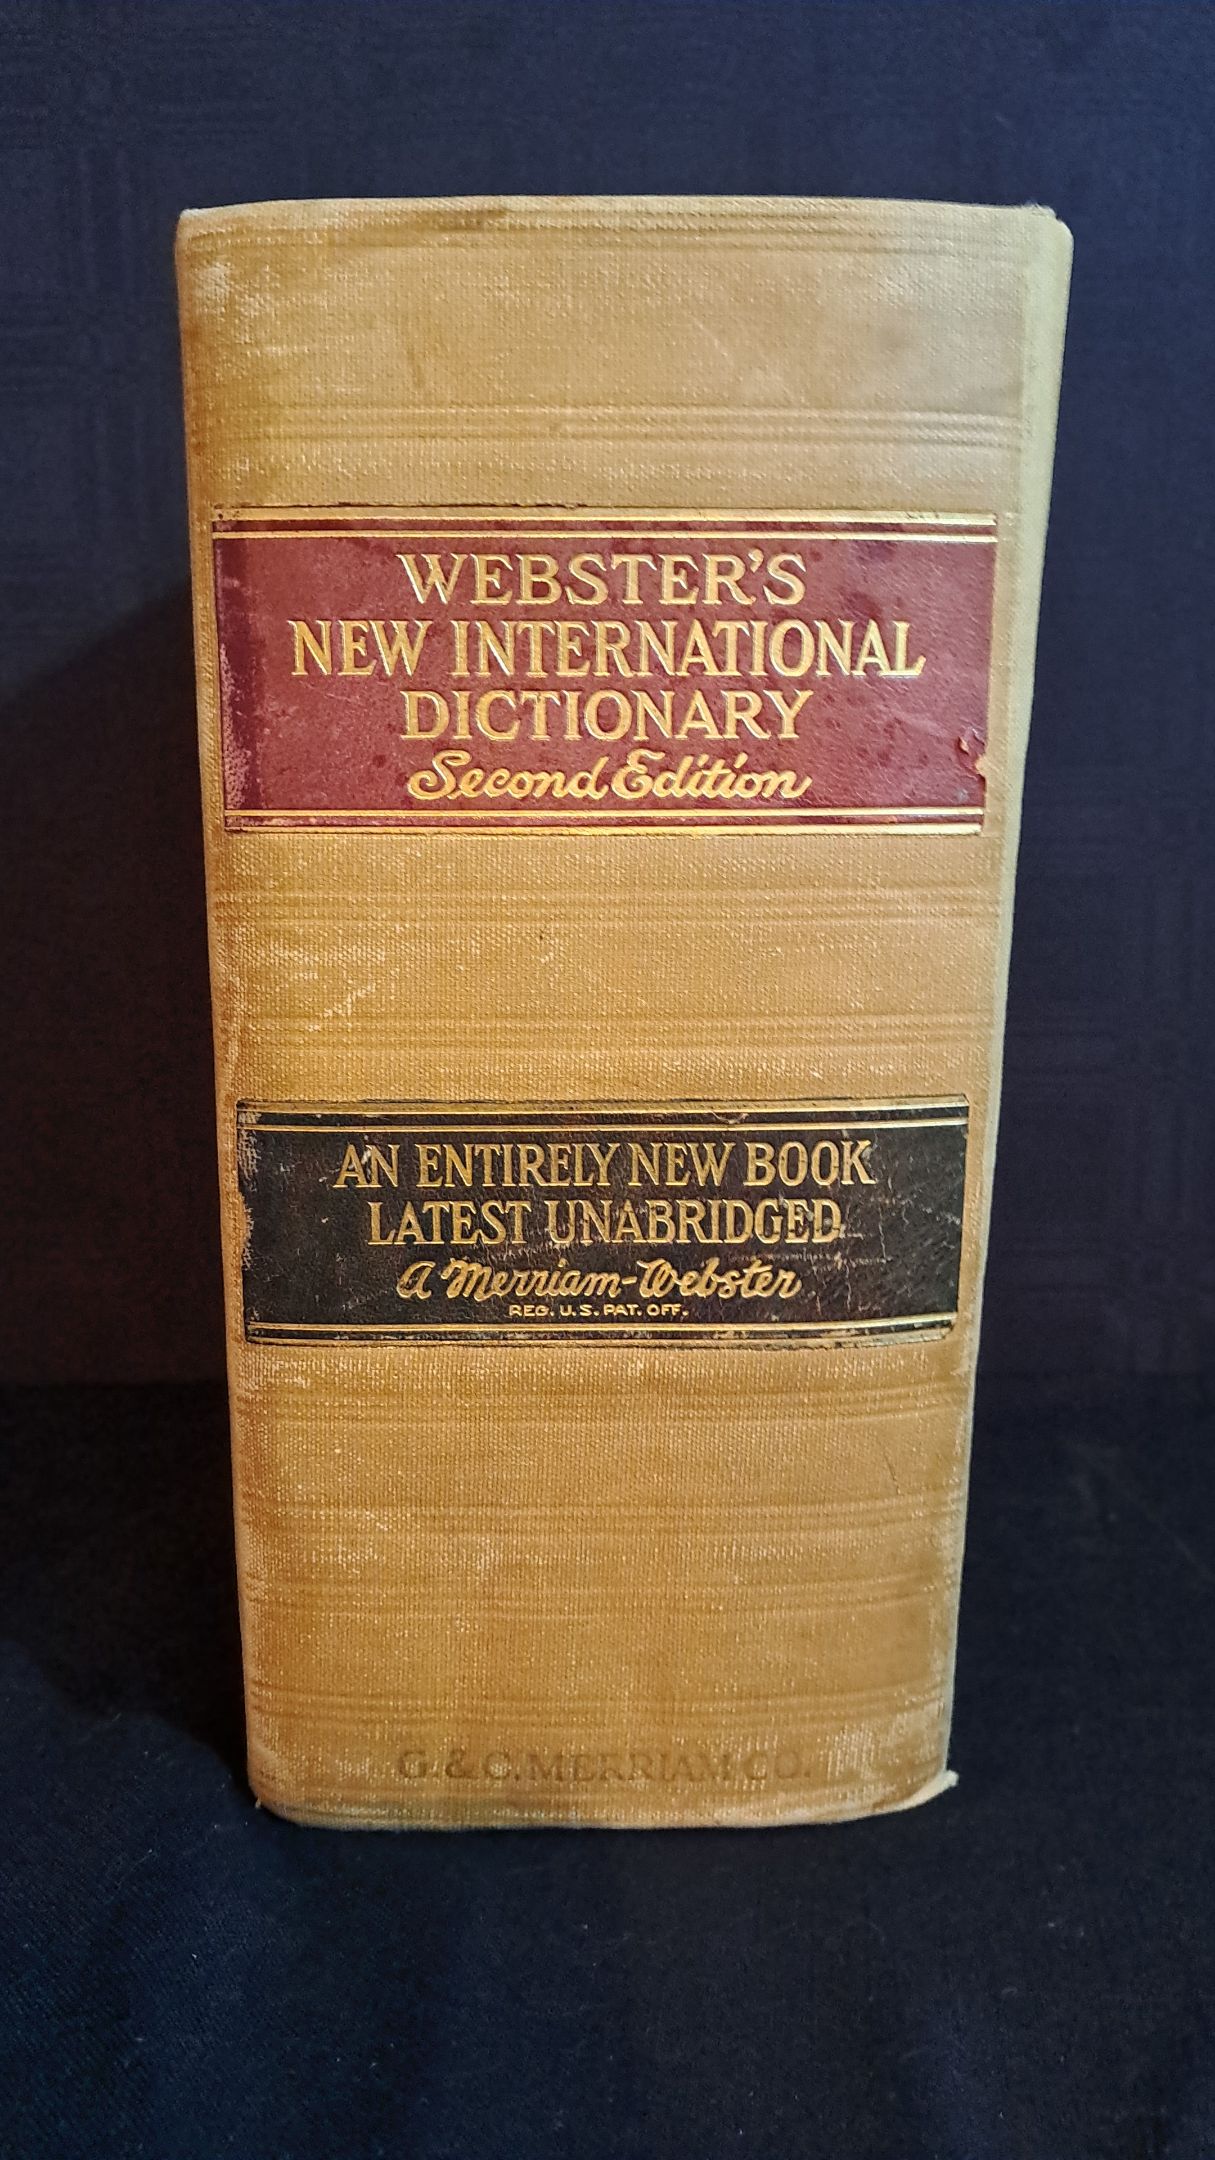 WEBSTER'S
NEW INTERNATIONAL
DICTIONARY
Second Edition
AN ENTIRELY NEW BOOK
LATEST UNABRIDGED
A Merriam-Webster
REG. U.S. PAT. OFF.
G. & C. MERRIAM CO.